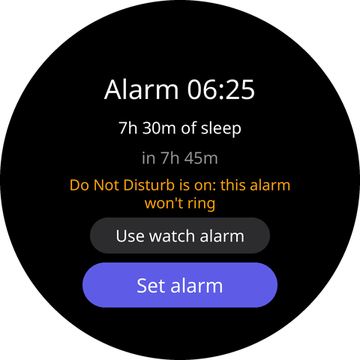 Alarm 06:25
7h 30m of sleep
in 7h 45m
Do Not Disturb is on: this alarm
won't ring
Use watch alarm
Set alarm